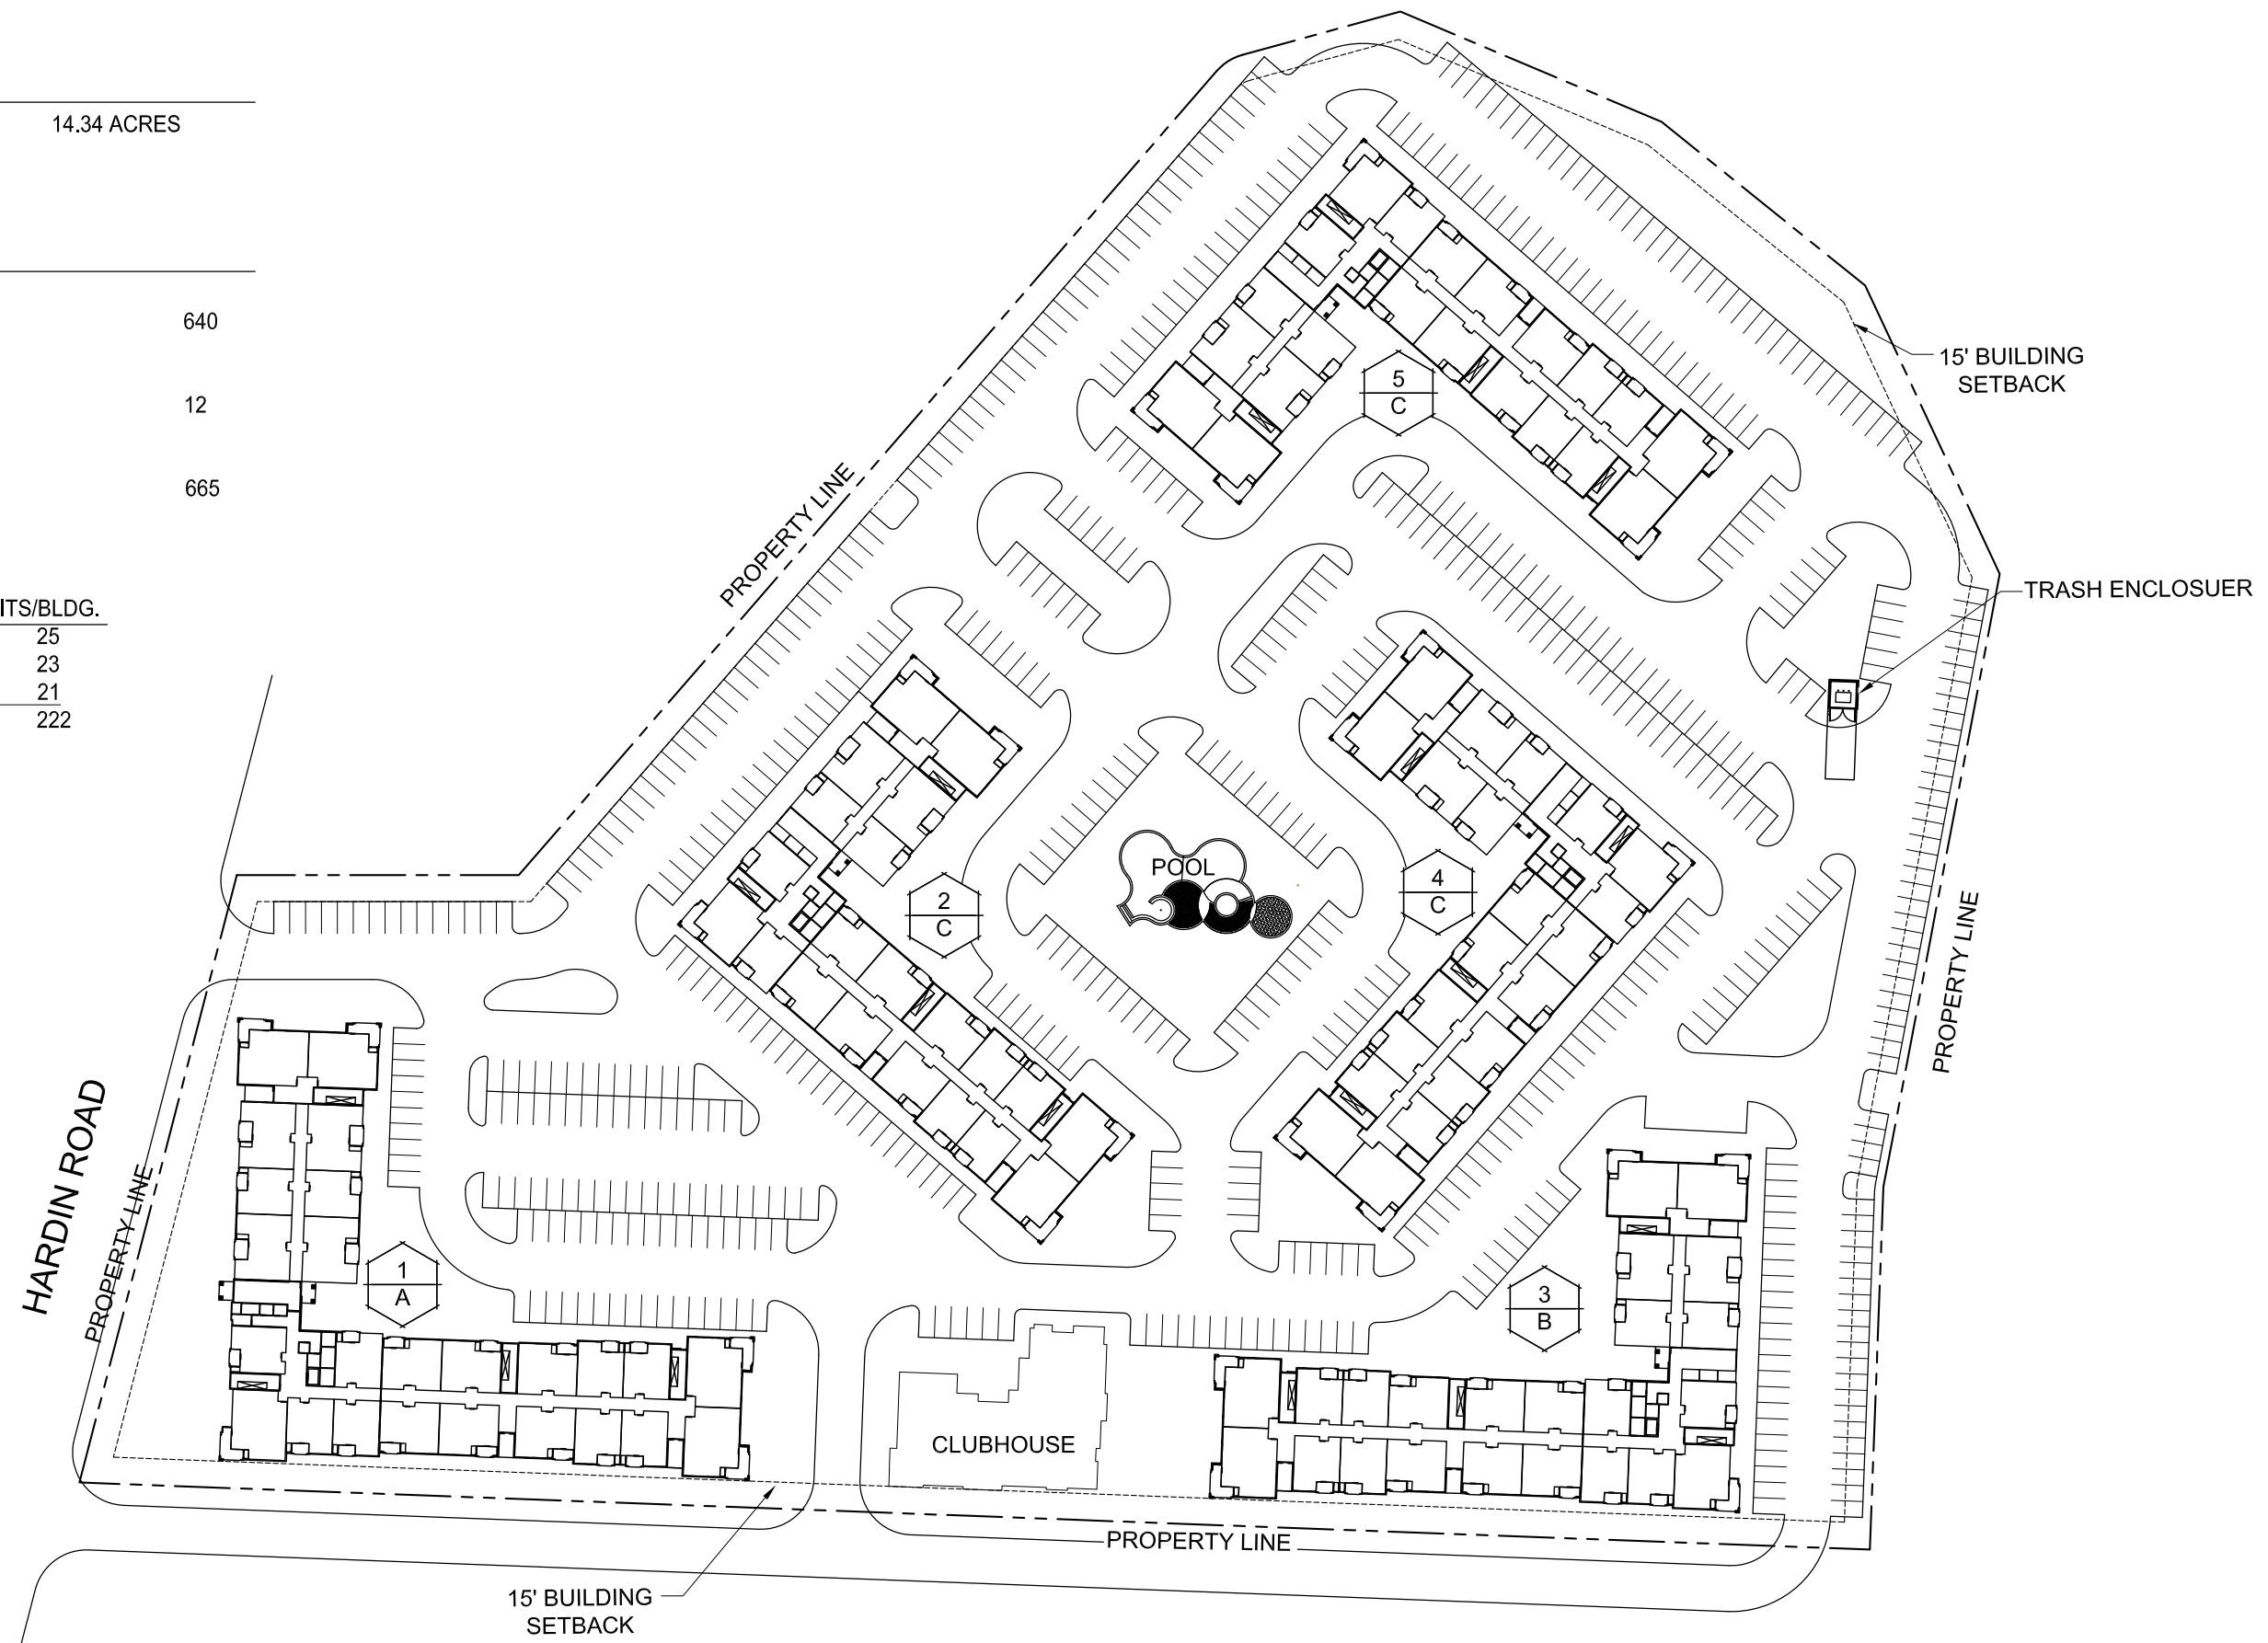 14.34 ACRES
640
12
665
ITS/BLDG.
25
23
21
222
15' BUILDING
SETBACK
TRASH ENCLOSUER
PROPERTY LINE
5
C
POOL
2
C
4
C
PROPERTY LINE
HARDIN ROAD
PROPERTY LINE
1
A
3
B
CLUBHOUSE
PROPERTY LINE
15' BUILDING
SETBACK